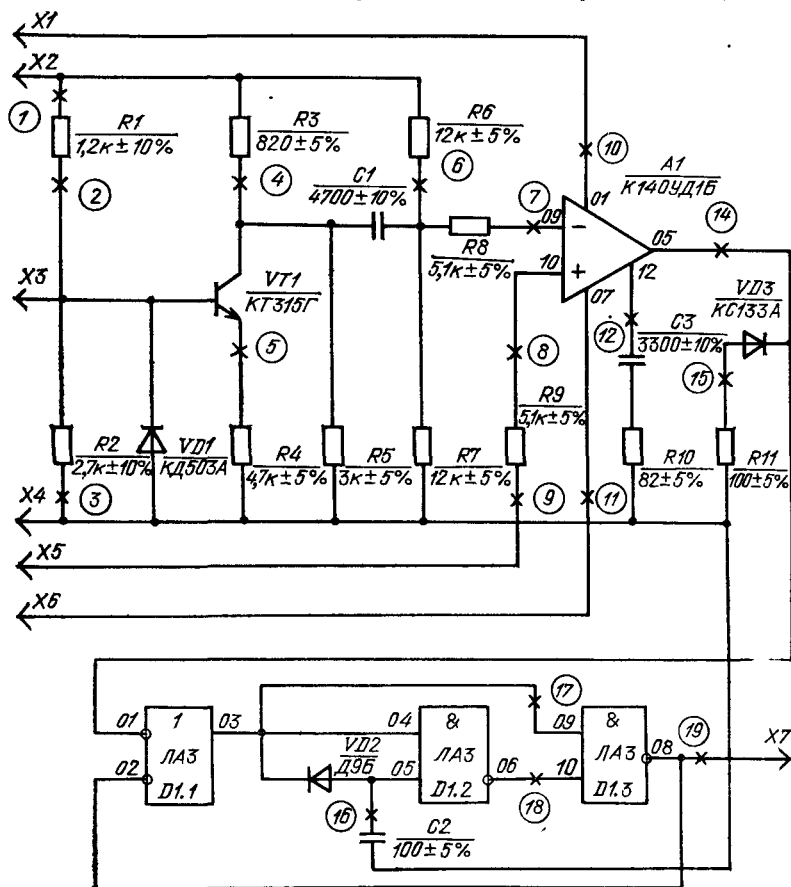 X1
X2
1
R1
1,2к±10%
R3
820±5%
R6
12к±5%
10
A1
К140УД1Б
2
4
C1
4700±10%
6
7
09
01
-
05
14
R8
5,1к±5%
10
+
12
07
X3
VT1
КТ315Г
VD3
КС133А
5
8
12
C3
3300±10%
15
R9
5,1к±5%
R2
2,7к±10%
VD1
КД503А
R4
4,7к±5%
R5
3к±5%
R7
12к±5%
R10
82±5%
R11
100±5%
X4
3
9
11
X5
X6
17
01
1
03
04
&
09
&
19
X7
ЛА3
VD2
Д9Б
ЛА3
ЛА3
08
02
05
06
10
D1.1
D1.2
D1.3
16
18
C2
100±5%